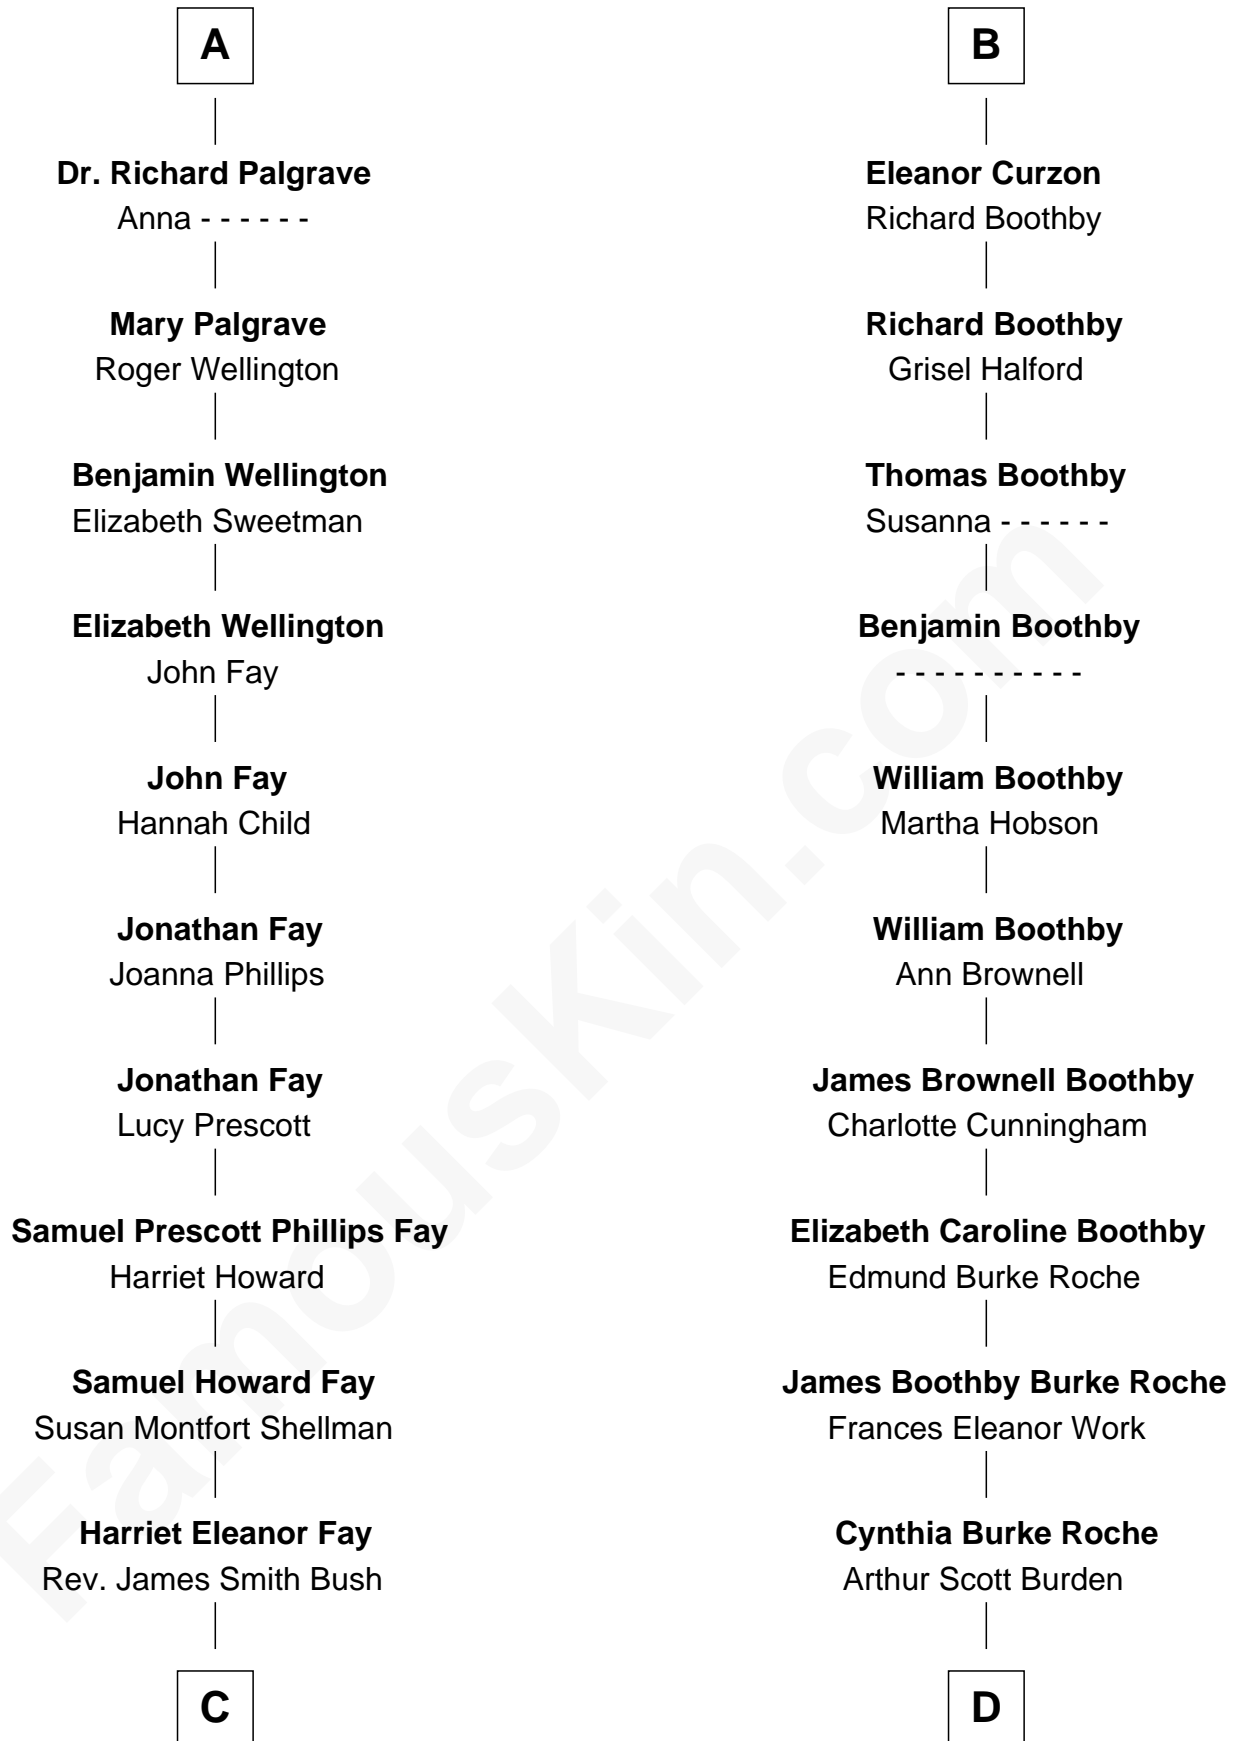 A
Dr. Richard Palgrave
Anna - - - - - -
Mary Palgrave
Roger Wellington
Benjamin Wellington
Elizabeth Sweetman
Elizabeth Wellington
John Fay
John Fay
Hannah Child
Jonathan Fay
Joanna Phillips
Jonathan Fay
Lucy Prescott
Samuel Prescott Phillips Fay
Harriet Howard
Samuel Howard Fay
Susan Montfort Shellman
Harriet Eleanor Fay
Rev. James Smith Bush
C
B
Eleanor Curzon
Richard Boothby
Richard Boothby
Grisel Halford
Thomas Boothby
Susanna - - - - - -
Benjamin Boothby
- - - - - - - - - -
William Boothby
Martha Hobson
William Boothby
Ann Brownell
James Brownell Boothby
Charlotte Cunningham
Elizabeth Caroline Boothby
Edmund Burke Roche
James Boothby Burke Roche
Frances Eleanor Work
Cynthia Burke Roche
Arthur Scott Burden
D
FamousKin.com